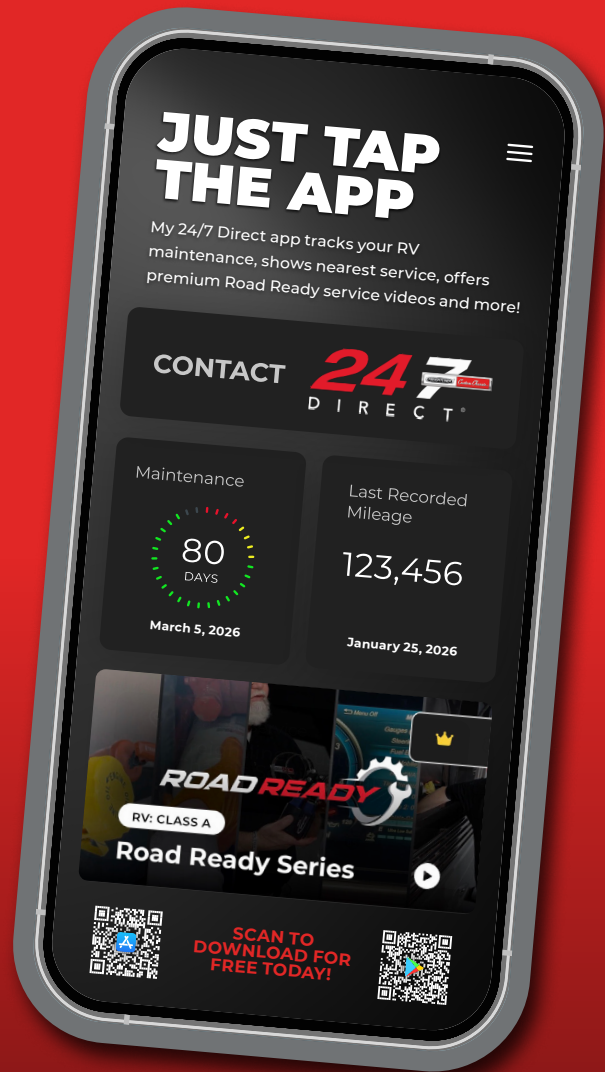 JUST TAP
THE APP
My 24/7 Direct app tracks your RV
maintenance, shows nearest service, offers
premium Road Ready service videos and more!
CONTACT
24 7
DIRECT®
Maintenance
80
DAYS
March 5, 2026
Last Recorded
Mileage
123,456
January 25, 2026
Menu Off
ROAD READY
RV: CLASS A
Road Ready Series
SCAN TO
DOWNLOAD FOR
FREE TODAY!